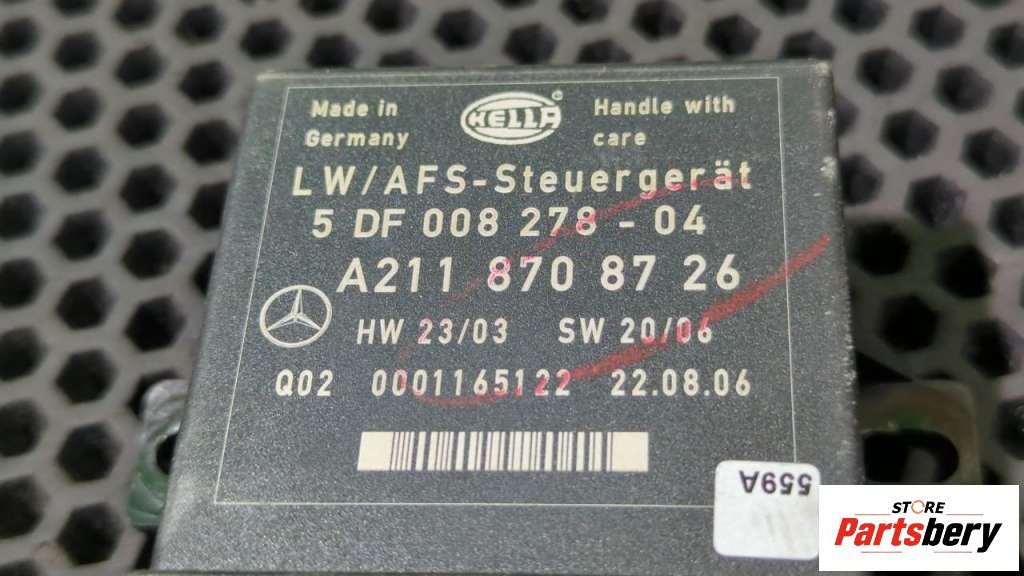 Made in Germany
HELLA
Handle with care
LW/AFS-Steuergerät
5 DF 008 278 - 04
A211 870 87 26
HW 23/03 SW 20/06
Q02 0001165122 22.08.06
559A
STORE
Partsbery